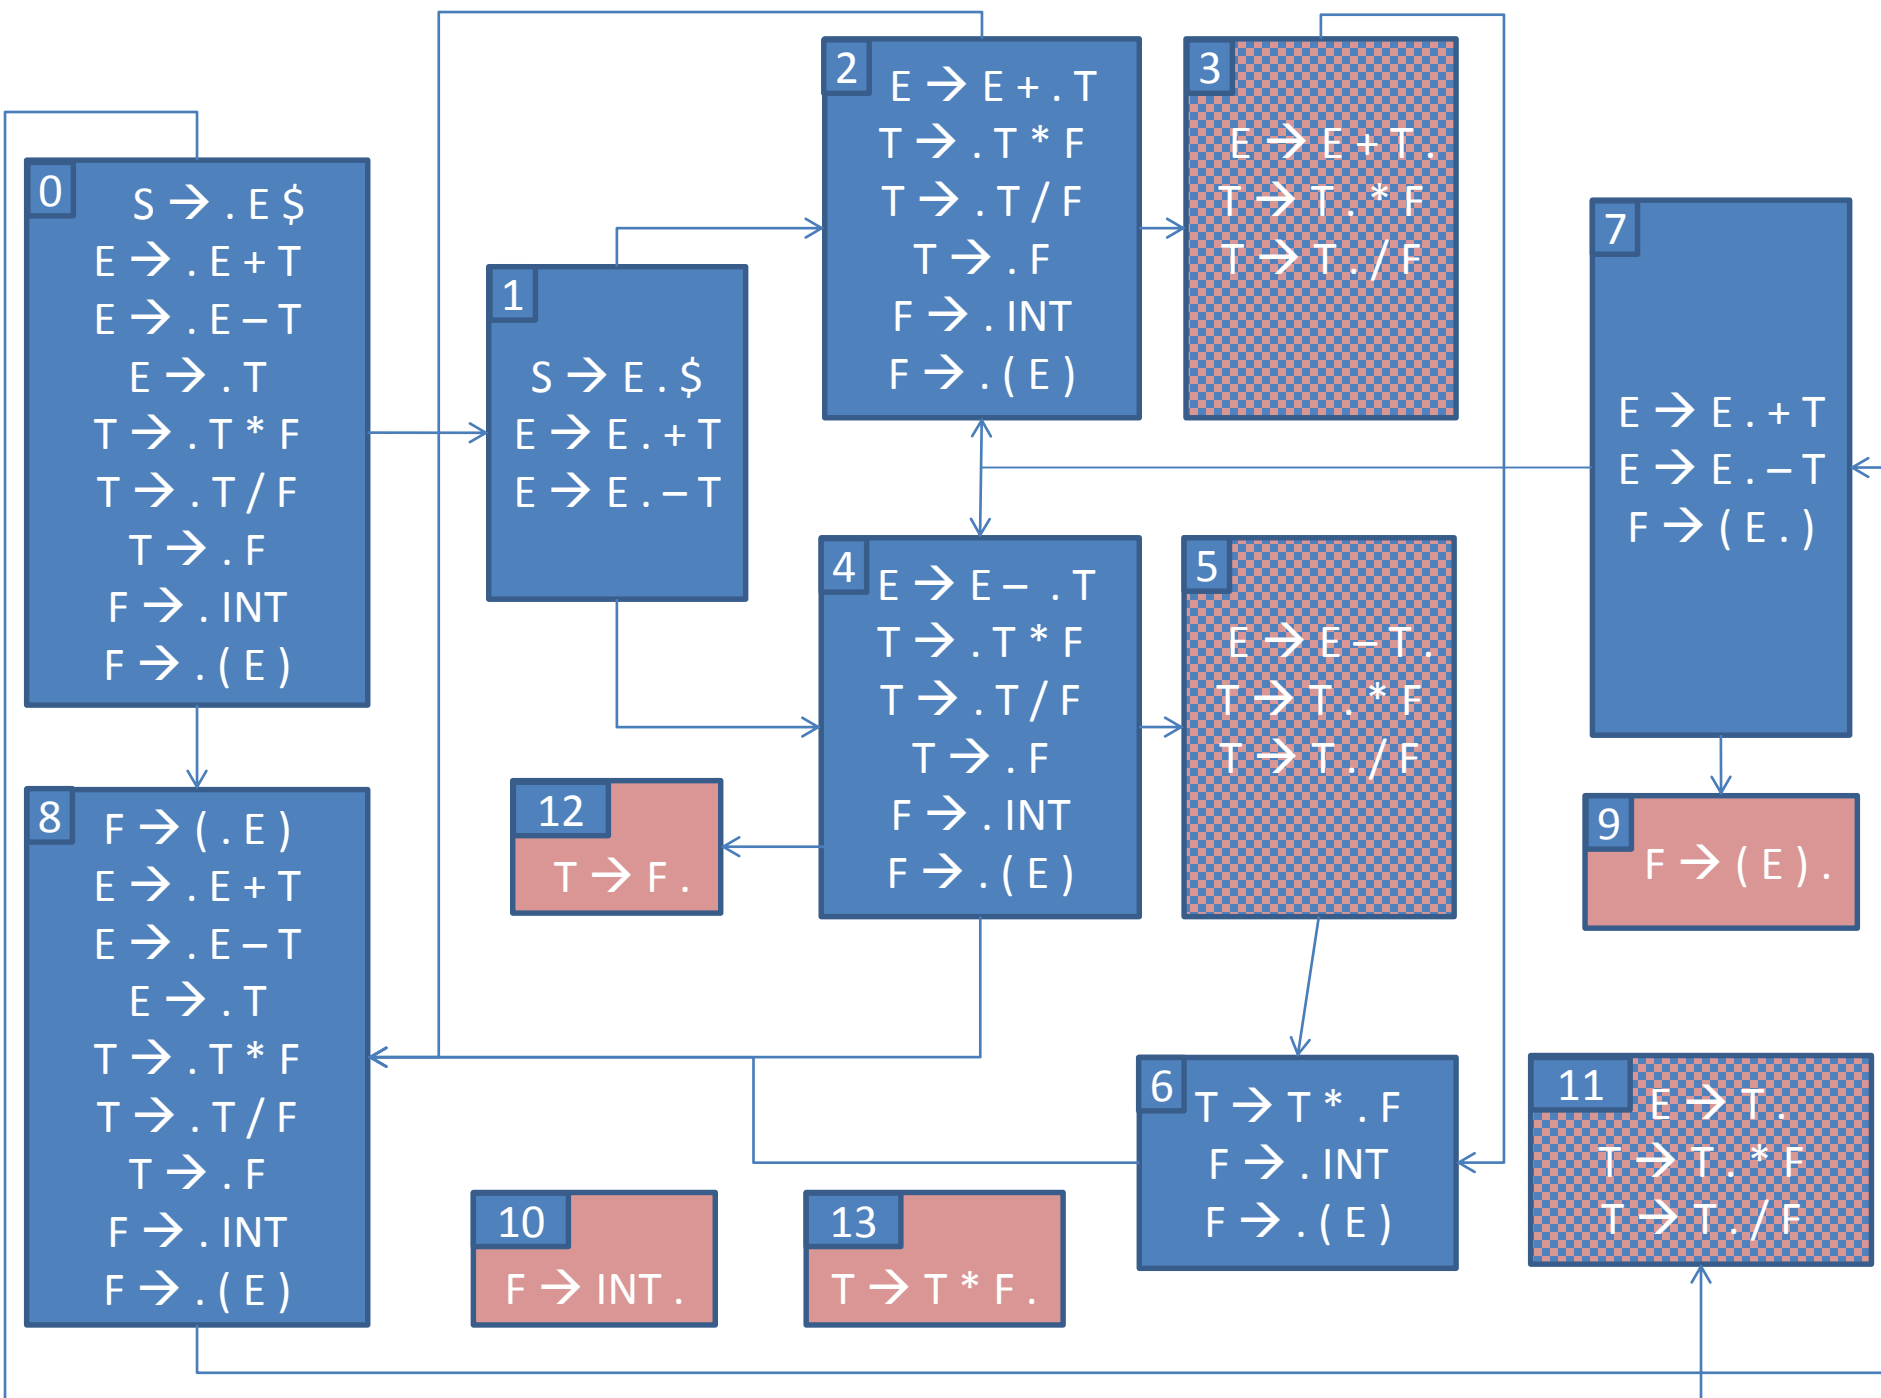 0
S → . E $
E → . E + T
E → . E – T
E → . T
T → . T * F
T → . T / F
T → . F
F → . INT
F → . ( E )
1
S → E . $
E → E . + T
E → E . – T
2
E → E + . T
T → . T * F
T → . T / F
T → . F
F → . INT
F → . ( E )
3
E → E + T .
T → T . * F
T → T . / F
4
E → E – . T
T → . T * F
T → . T / F
T → . F
F → . INT
F → . ( E )
5
E → E – T .
T → T . * F
T → T . / F
7
E → E . + T
E → E . – T
F → ( E . )
8
F → ( . E )
E → . E + T
E → . E – T
E → . T
T → . T * F
T → . T / F
T → . F
F → . INT
F → . ( E )
12
T → F .
9
F → ( E ) .
6
T → T * . F
F → . INT
F → . ( E )
11
E → T .
T → T . * F
T → T . / F
10
F → INT .
13
T → T * F .